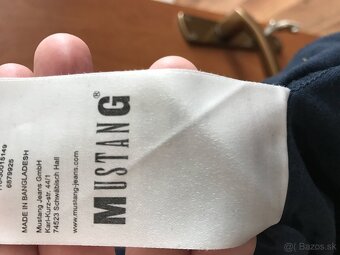 6879925
MADE IN BANGLADESH
Mustang Jeans GmbH
Karl-Kurz-str. 44/1
74523 Schwäbisch Hall
www.mustang-jeans.com
MUSTANG®
bazos.sk